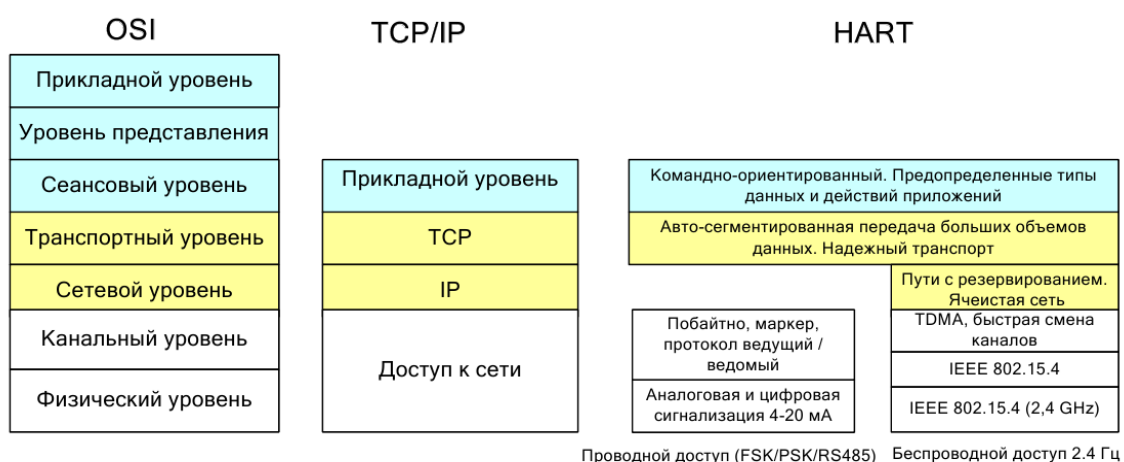 OSI
TCP/IP
HART
Прикладной уровень
Уровень представления
Сеансовый уровень
Транспортный уровень
Сетевой уровень
Канальный уровень
Физический уровень
Прикладной уровень
TCP
IP
Доступ к сети
Командно-ориентированный. Предопределенные типы
данных и действий приложений
Авто-сегментированная передача больших объемов
данных. Надежный транспорт
Пути с резервированием.
Ячеистая сеть
Побайтно, маркер,
протокол ведущий /
ведомый
Аналоговая и цифровая
сигнализация 4-20 мА
TDMA, быстрая смена
каналов
IEEE 802.15.4
IEEE 802.15.4 (2,4 GHz)
Проводной доступ (FSK/PSK/RS485)
Беспроводной доступ 2.4 Гц